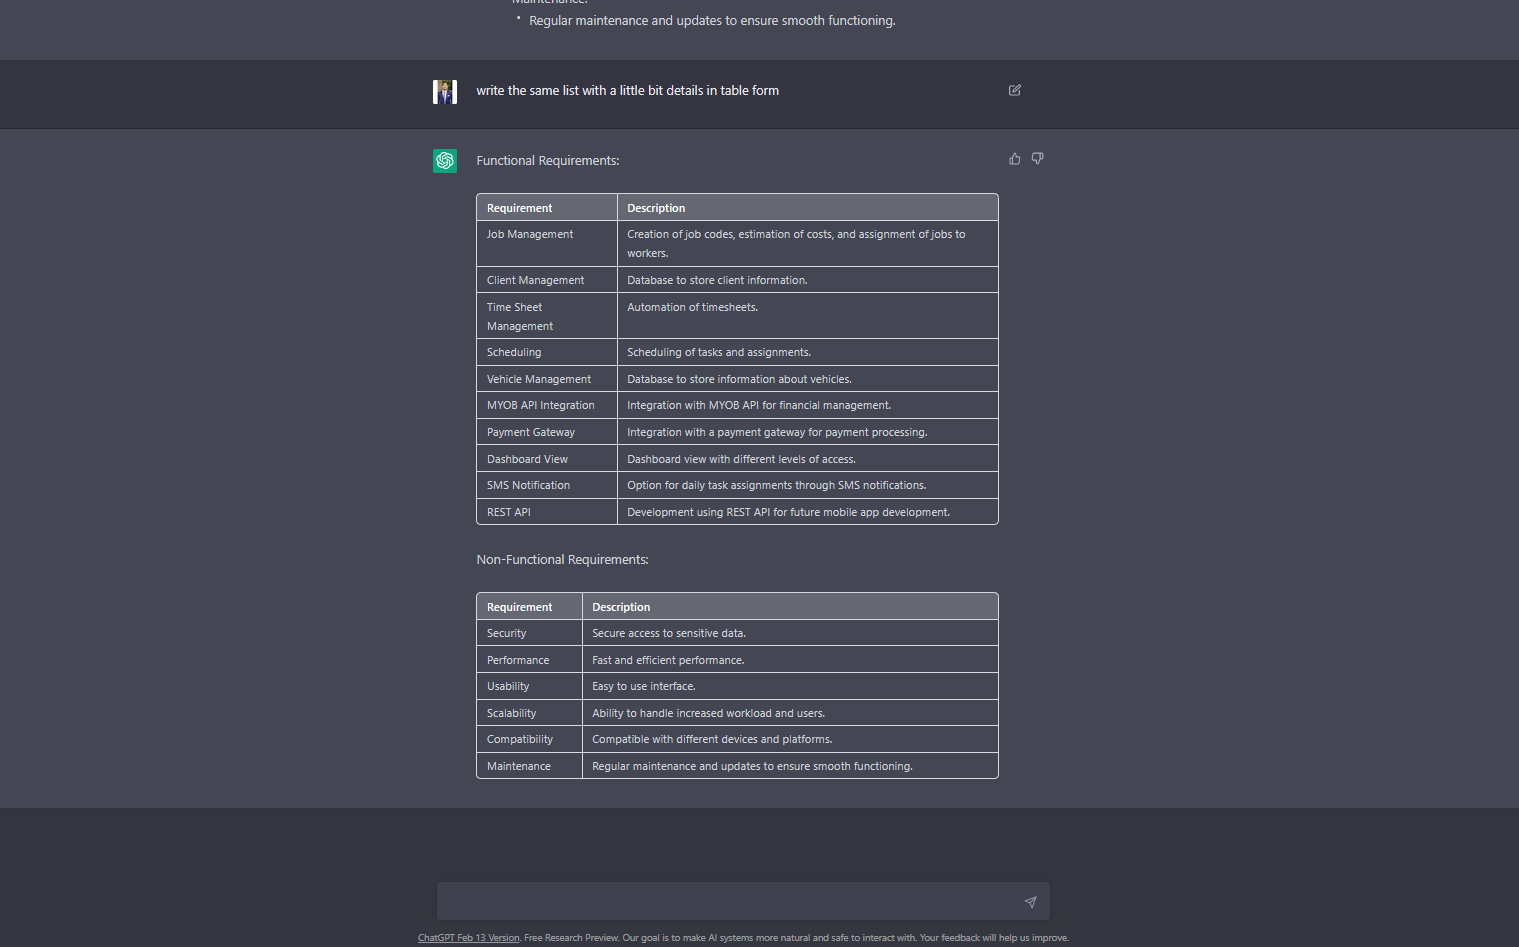 Maintenance:
• Regular maintenance and updates to ensure smooth functioning.
write the same list with a little bit details in table form
Functional Requirements:
Requirement Description
Job Management Creation of job codes, estimation of costs, and assignment of jobs to
workers.
Client Management Database to store client information.
Time Sheet Automation of timesheets.
Management
Scheduling Scheduling of tasks and assignments.
Vehicle Management Database to store information about vehicles.
MYOB API Integration Integration with MYOB API for financial management.
Payment Gateway Integration with a payment gateway for payment processing.
Dashboard View Dashboard view with different levels of access.
SMS Notification Option for daily task assignments through SMS notifications.
REST API Development using REST API for future mobile app development.
Non-Functional Requirements:
Requirement Description
Security Secure access to sensitive data.
Performance Fast and efficient performance.
Usability Easy to use interface.
Scalability Ability to handle increased workload and users.
Compatibility Compatible with different devices and platforms.
Maintenance Regular maintenance and updates to ensure smooth functioning.
ChatGPT Feb 13 Version. Free Research Preview. Our goal is to make AI systems more natural and safe to interact with. Your feedback will help us improve.